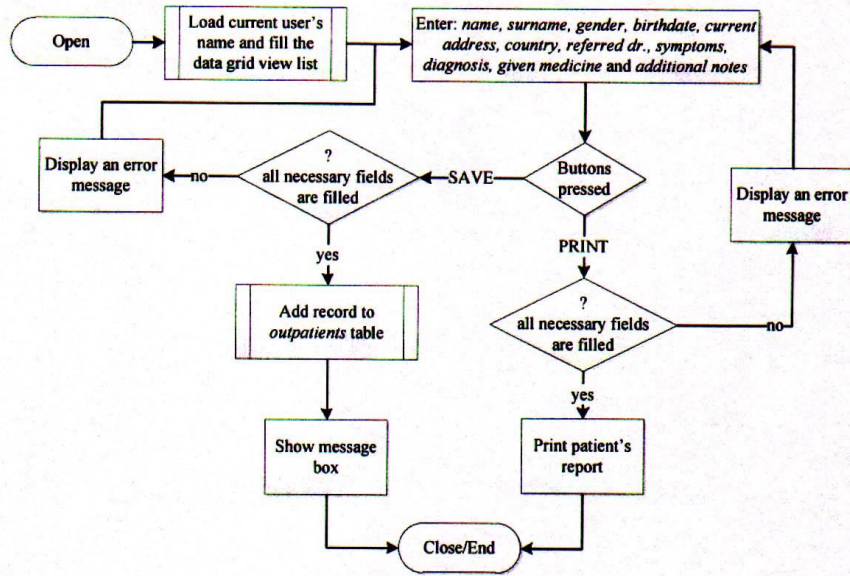 Open
Load current user's
name and fill the
data grid view list
Enter: name, surname, gender, birthdate, current
address, country, referred dr., symptoms,
diagnosis, given medicine and additional notes
Display an error
message
no
?
all necessary fields
are filled
SAVE
Buttons
pressed
Display an error
message
yes
PRINT
Add record to
outpatients table
?
all necessary fields
are filled
no
yes
Show message
box
Print patient's
report
Close/End